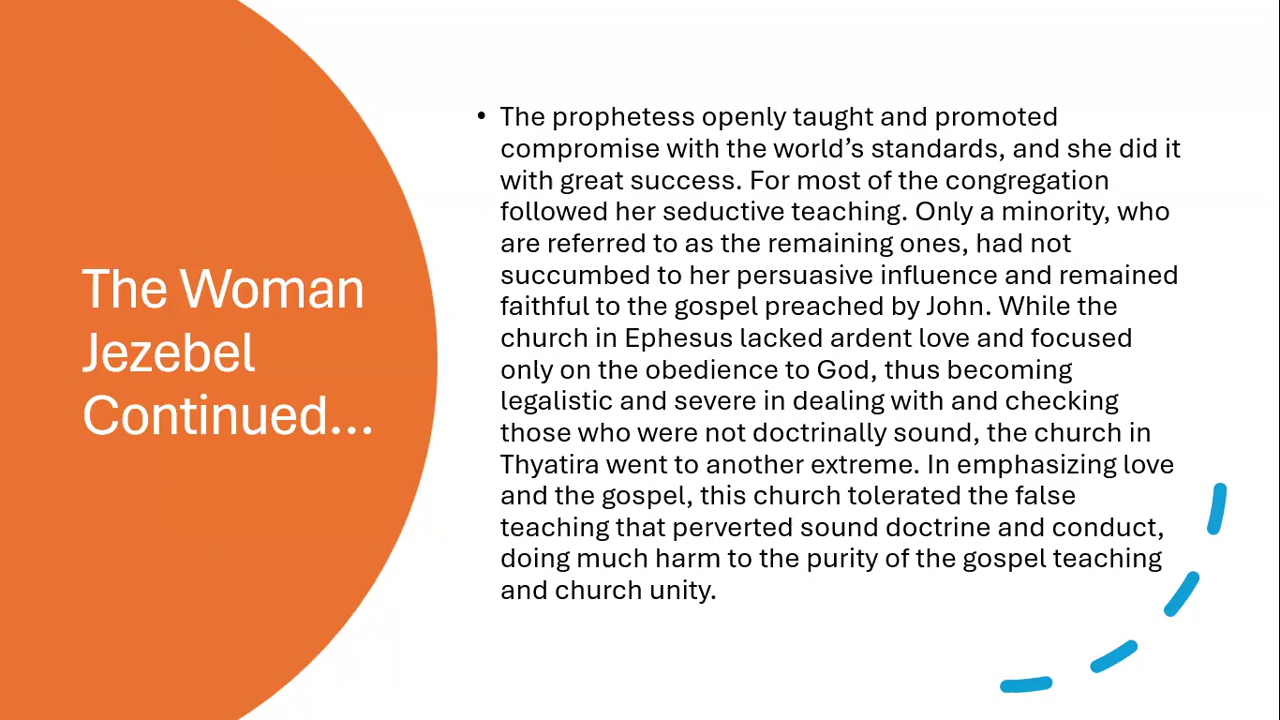 The Woman
Jezebel
Continued...
• The prophetess openly taught and promoted
compromise with the world’s standards, and she did it
with great success. For most of the congregation
followed her seductive teaching. Only a minority, who
are referred to as the remaining ones, had not
succumbed to her persuasive influence and remained
faithful to the gospel preached by John. While the
church in Ephesus lacked ardent love and focused
only on the obedience to God, thus becoming
legalistic and severe in dealing with and checking
those who were not doctrinally sound, the church in
Thyatira went to another extreme. In emphasizing love
and the gospel, this church tolerated the false
teaching that perverted sound doctrine and conduct,
doing much harm to the purity of the gospel teaching
and church unity.